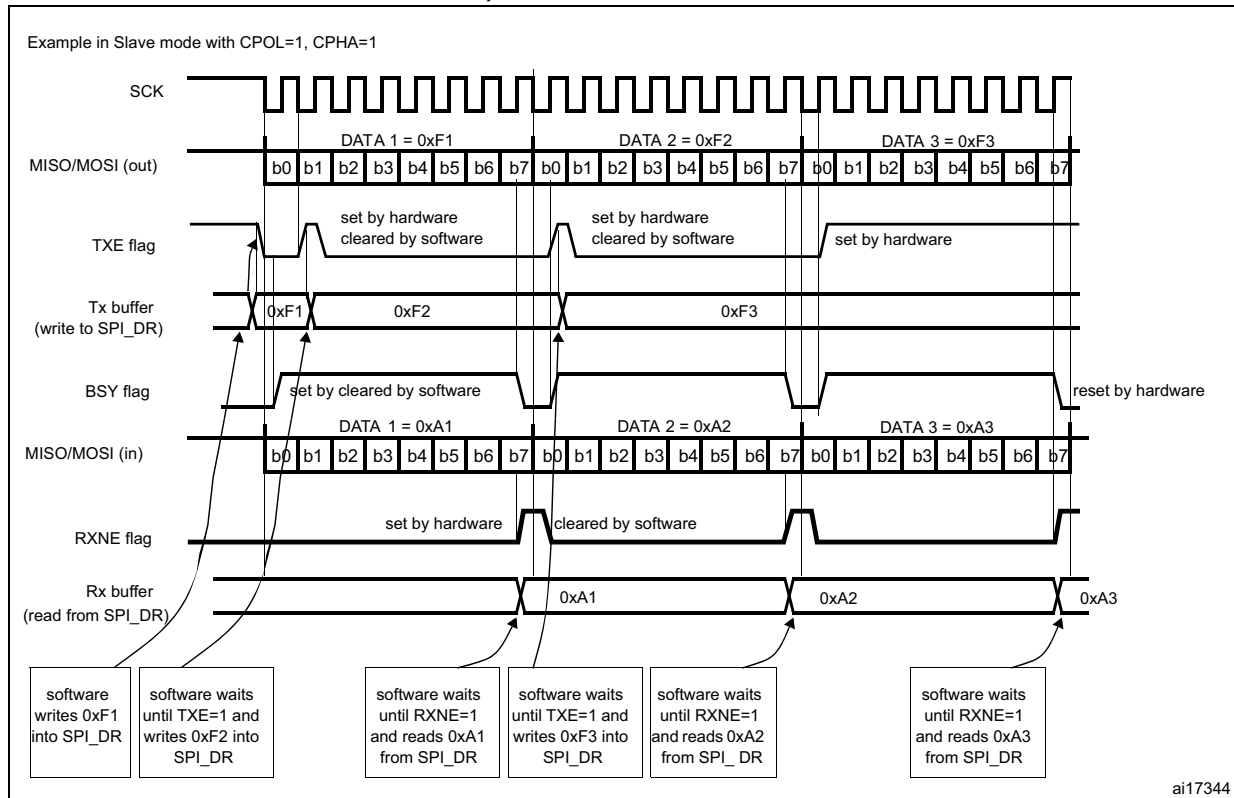 Example in Slave mode with CPOL=1, CPHA=1
SCK
DATA 1 = 0xF1 DATA 2 = 0xF2 DATA 3 = 0xF3
MISO/MOSI (out) b0 b1 b2 b3 b4 b5 b6 b7 b0 b1 b2 b3 b4 b5 b6 b7 b0 b1 b2 b3 b4 b5 b6 b7
set by hardware set by hardware
TXE flag cleared by software cleared by software set by hardware
Tx buffer 0xF1 0xF2 0xF3
(write to SPI_DR)
BSY flag set by cleared by software reset by hardware
DATA 1 = 0xA1 DATA 2 = 0xA2 DATA 3 = 0xA3
MISO/MOSI (in) b0 b1 b2 b3 b4 b5 b6 b7 b0 b1 b2 b3 b4 b5 b6 b7 b0 b1 b2 b3 b4 b5 b6 b7
set by hardware cleared by software
RXNE flag
Rx buffer 0xA1 0xA2 0xA3
(read from SPI_DR)
software
writes 0xF1
into SPI_DR
software waits
until TXE=1 and
writes 0xF2 into
SPI_DR
software waits
until RXNE=1
and reads 0xA1
from SPI_DR
software waits
until TXE=1 and
writes 0xF3 into
SPI_DR
software waits
until RXNE=1
and reads 0xA2
from SPI_ DR
software waits
until RXNE=1
and reads 0xA3
from SPI_DR
ai17344